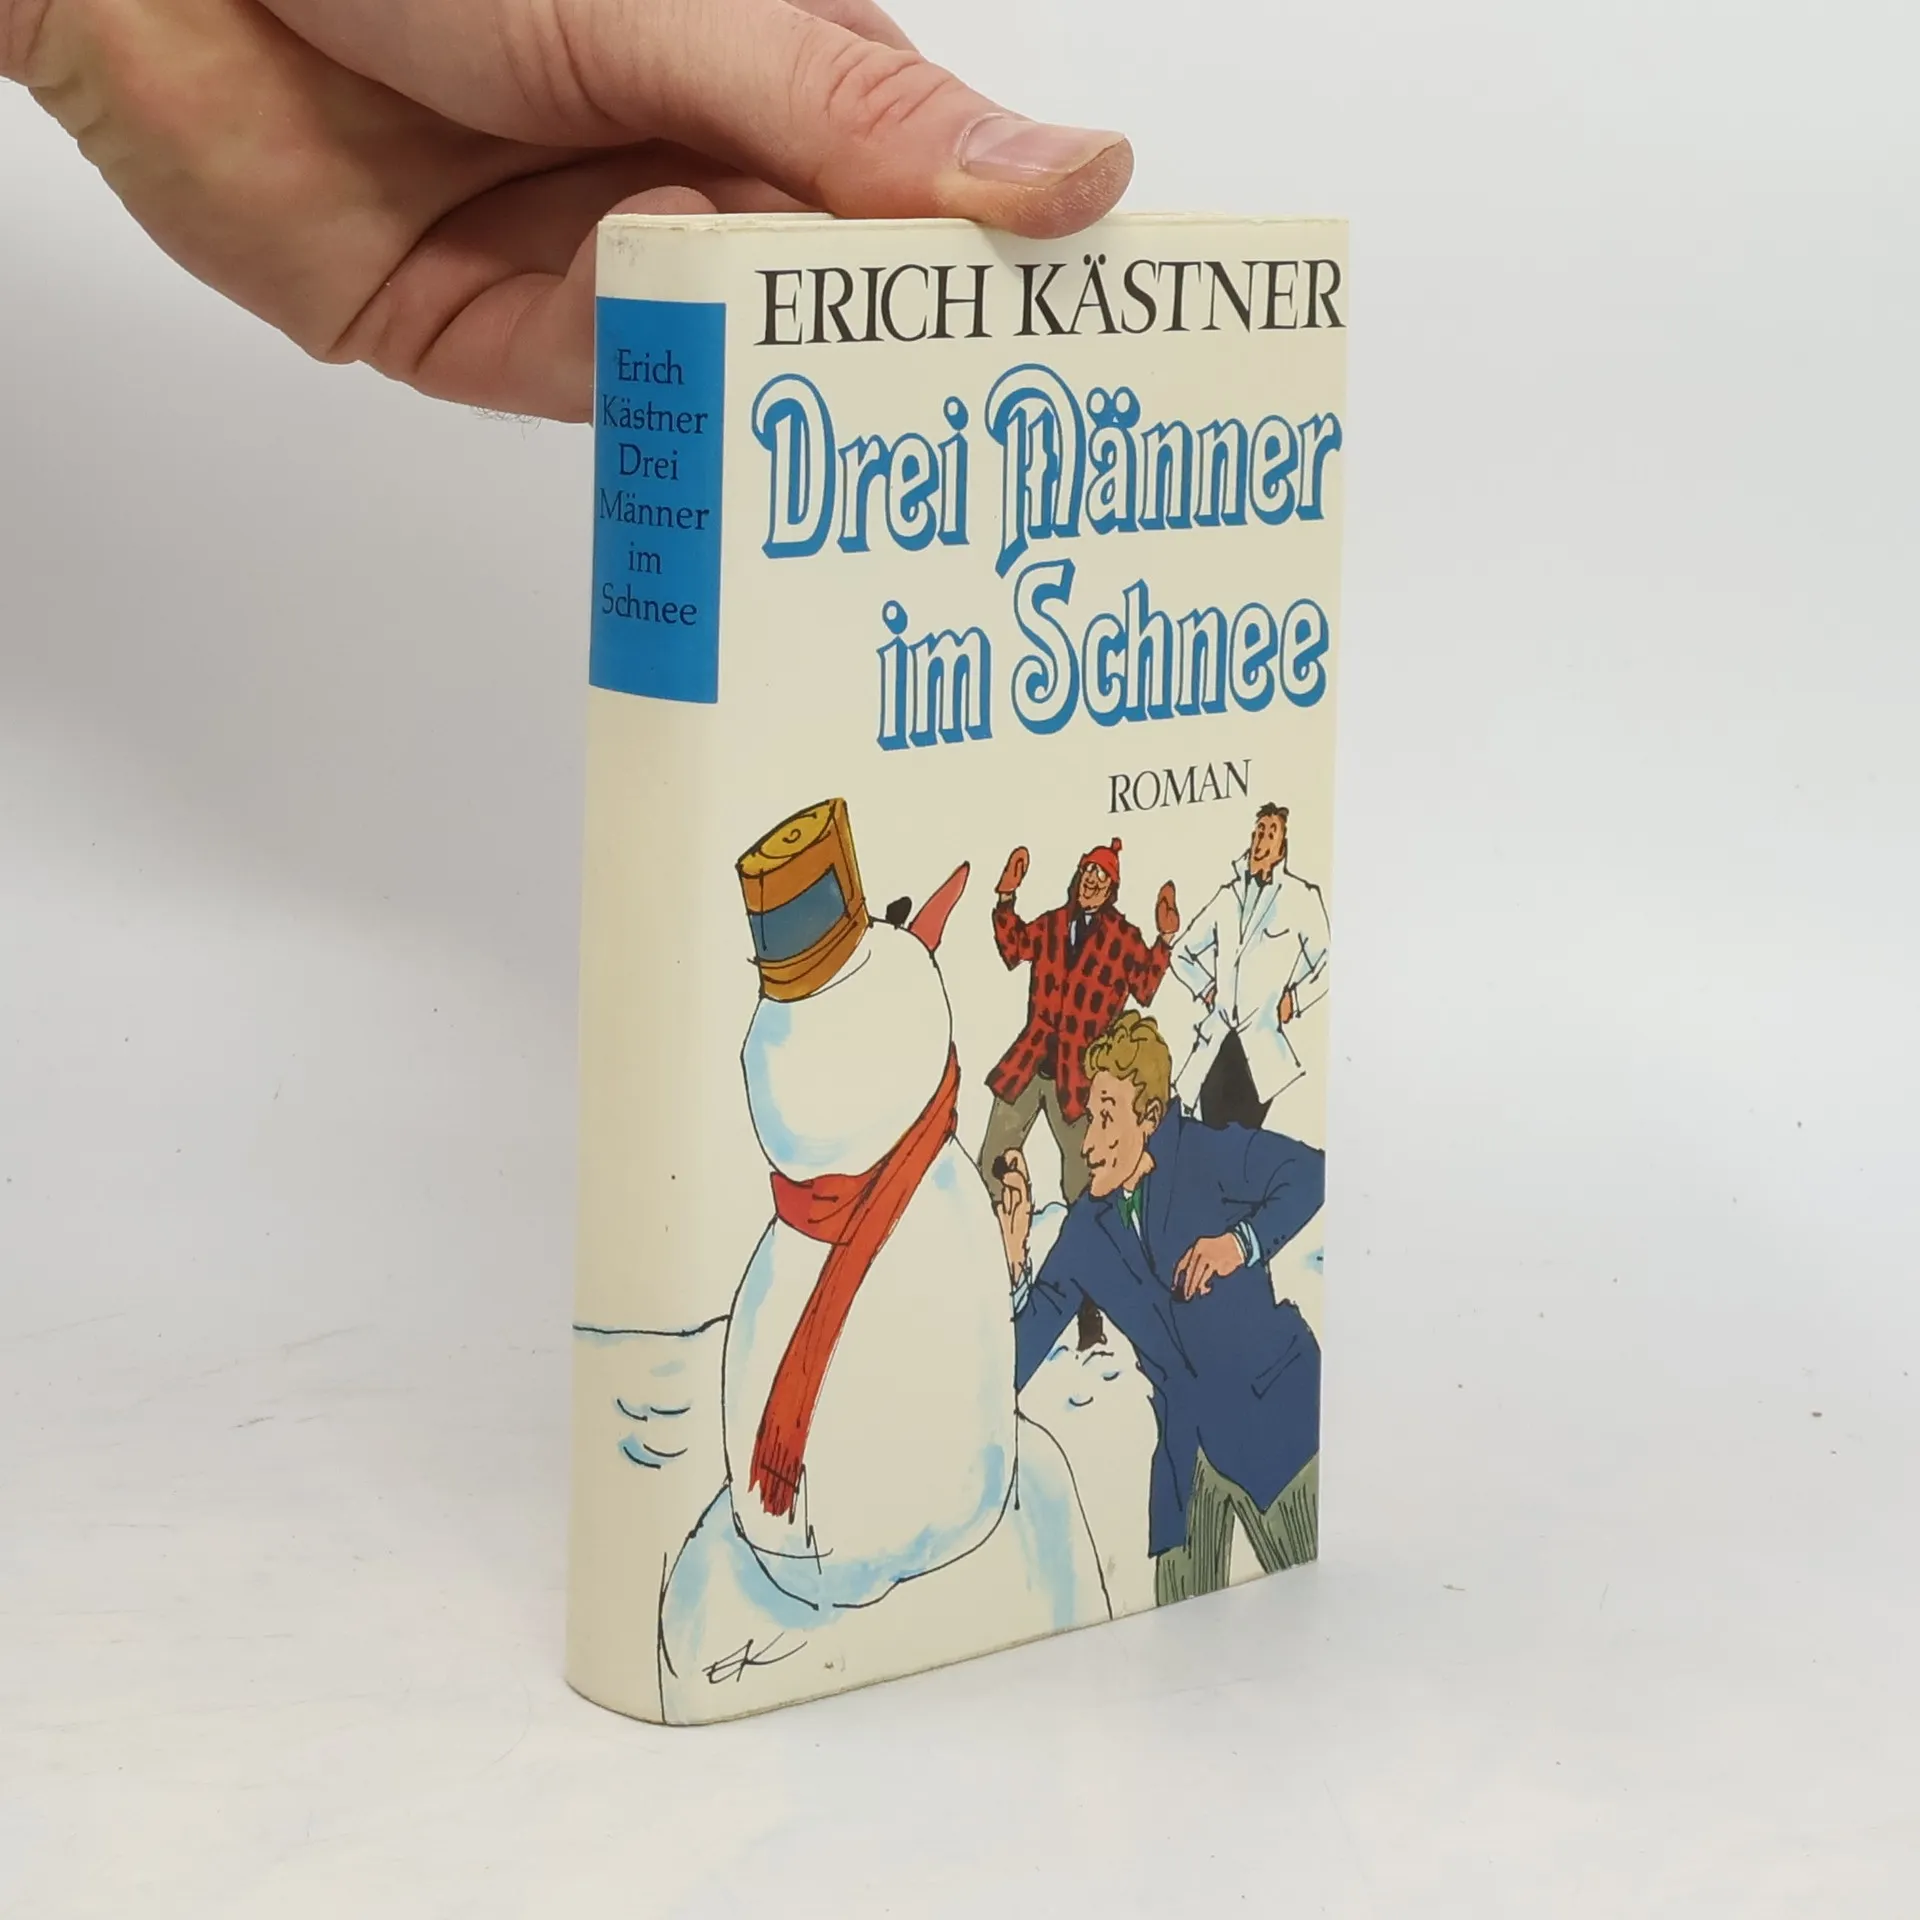 Erich
Kästner
Drei
Männer
im
Schnee
ERICH KÄSTNER
Drei Männer
im Schnee
ROMAN
EK